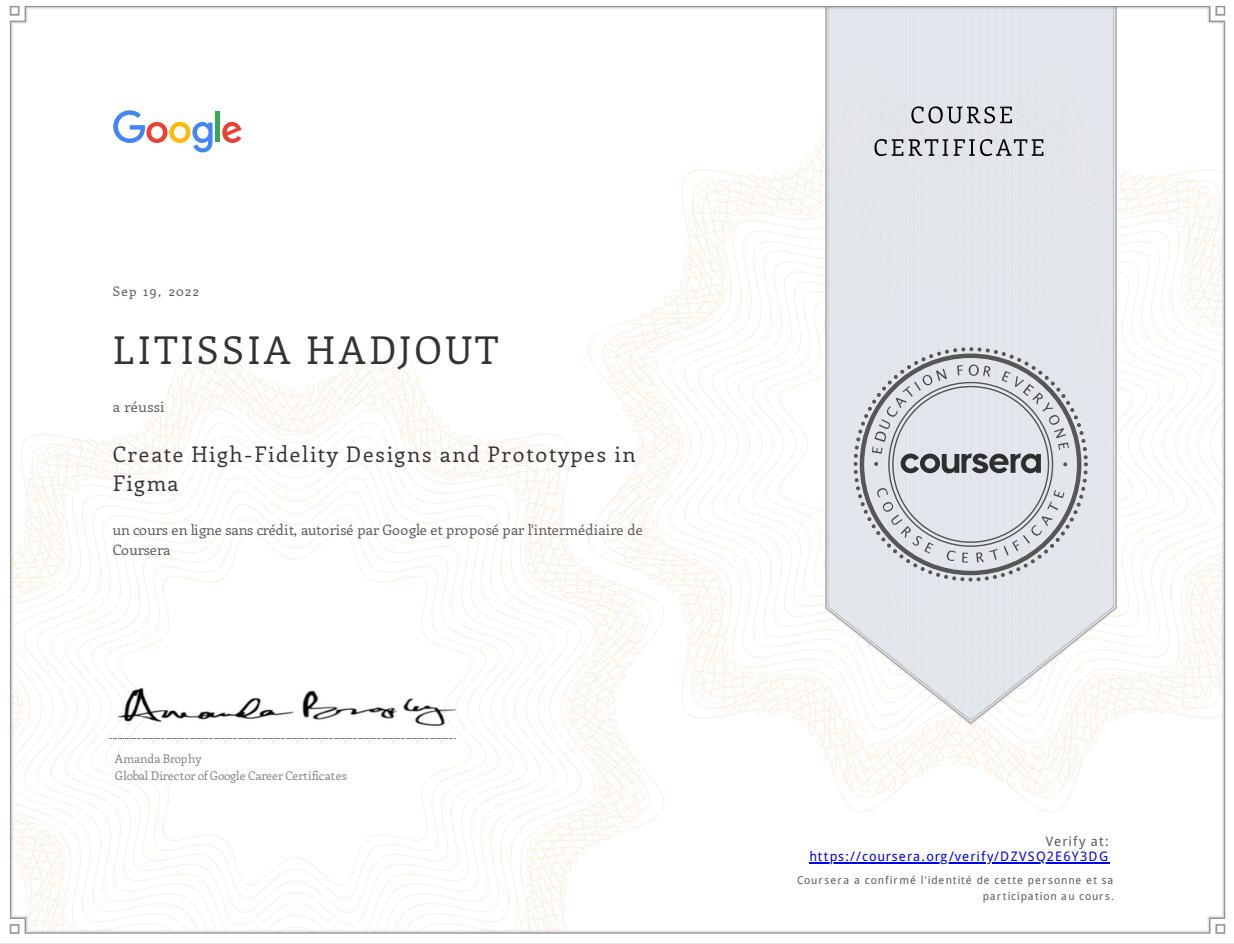 Google
COURSE
CERTIFICATE
Sep 19, 2022
LITISSIA HADJOUT
a réussi
Create High-Fidelity Designs and Prototypes in
Figma
un cours en ligne sans crédit, autorisé par Google et proposé par l'intermédiaire de
Coursera
EDUCATION FOR EVERYONE
coursera
COURSE CERTIFICATE
Amanda Brophy
Amanda Brophy
Global Director of Google Career Certificates
Verify at:
https://coursera.org/verify/DZVSQ2E6Y3DG
Coursera a confirmé l'identité de cette personne et sa
participation au cours.